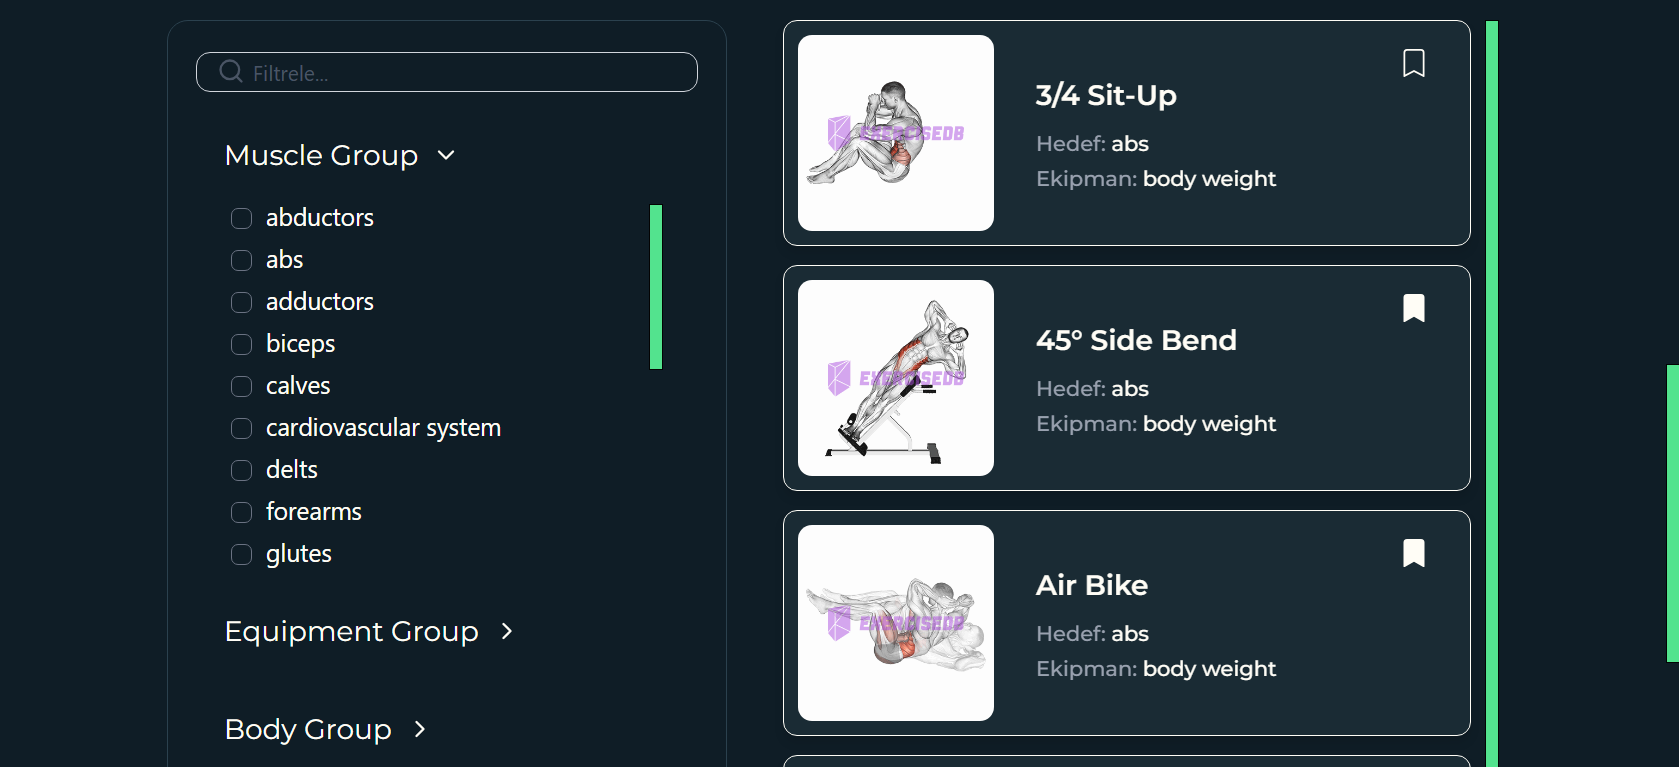 Filtrele...
Muscle Group
abductors
abs
adductors
biceps
calves
cardiovascular system
delts
forearms
glutes
Equipment Group
Body Group
EXERCISEDB
3/4 Sit-Up
Hedef: abs
Ekipman: body weight
EXERCISEDB
45° Side Bend
Hedef: abs
Ekipman: body weight
EXERCISEDB
Air Bike
Hedef: abs
Ekipman: body weight